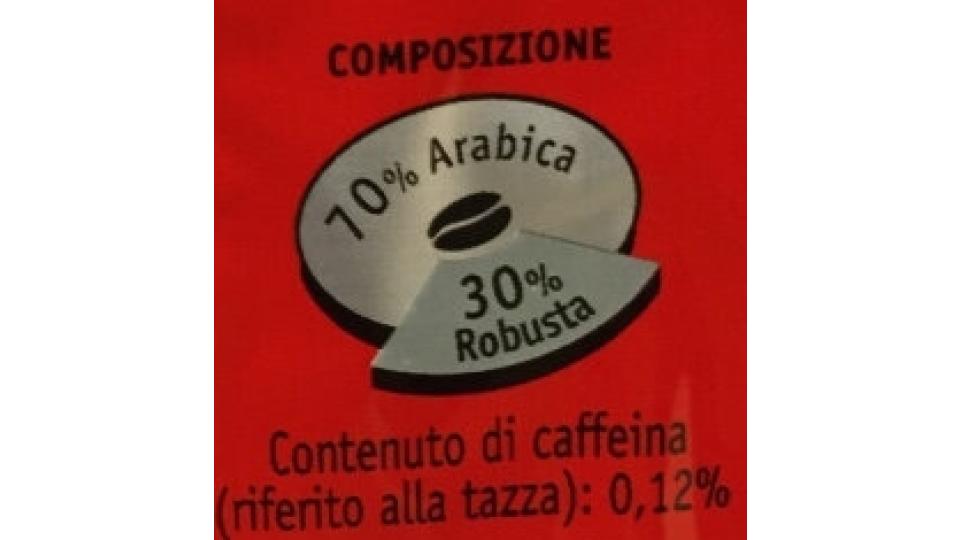 COMPOSIZIONE
70% Arabica
30%
Robusta
Contenuto di caffeina
(riferito alla tazza): 0,12%